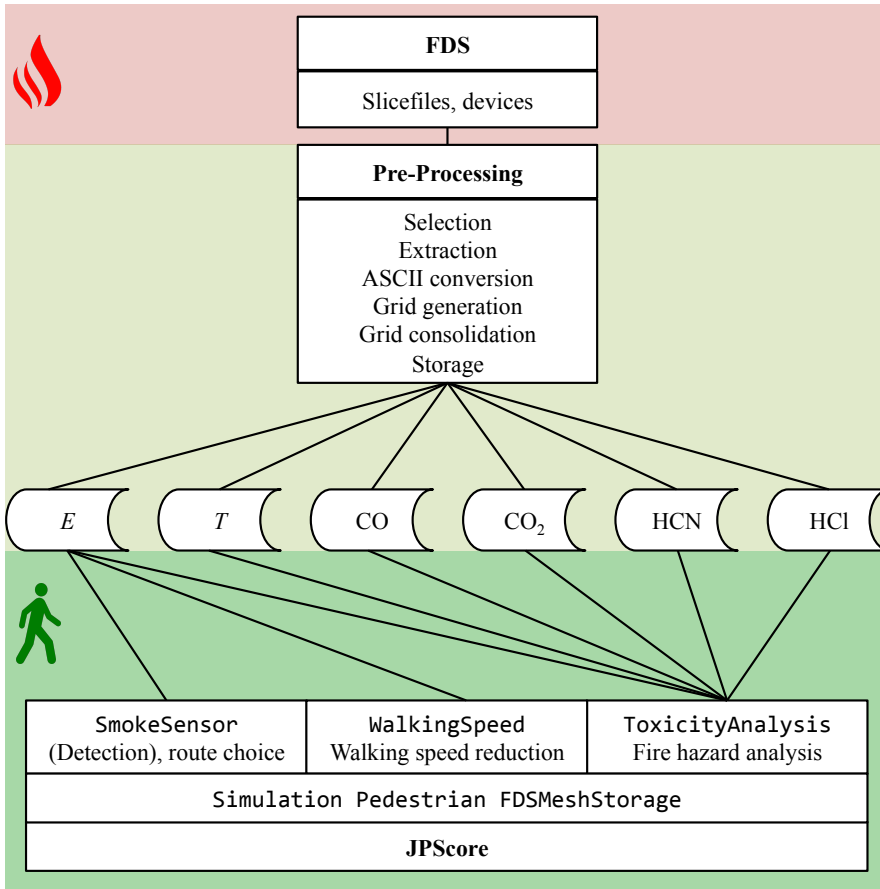 FDS
Slicefiles, devices
Pre-Processing
Selection
Extraction
ASCII conversion
Grid generation
Grid consolidation
Storage
E T CO CO₂ HCN HCl
SmokeSensor WalkingSpeed ToxicityAnalysis
(Detection), route choice Walking speed reduction Fire hazard analysis
Simulation Pedestrian FDSMeshStorage
JPScore